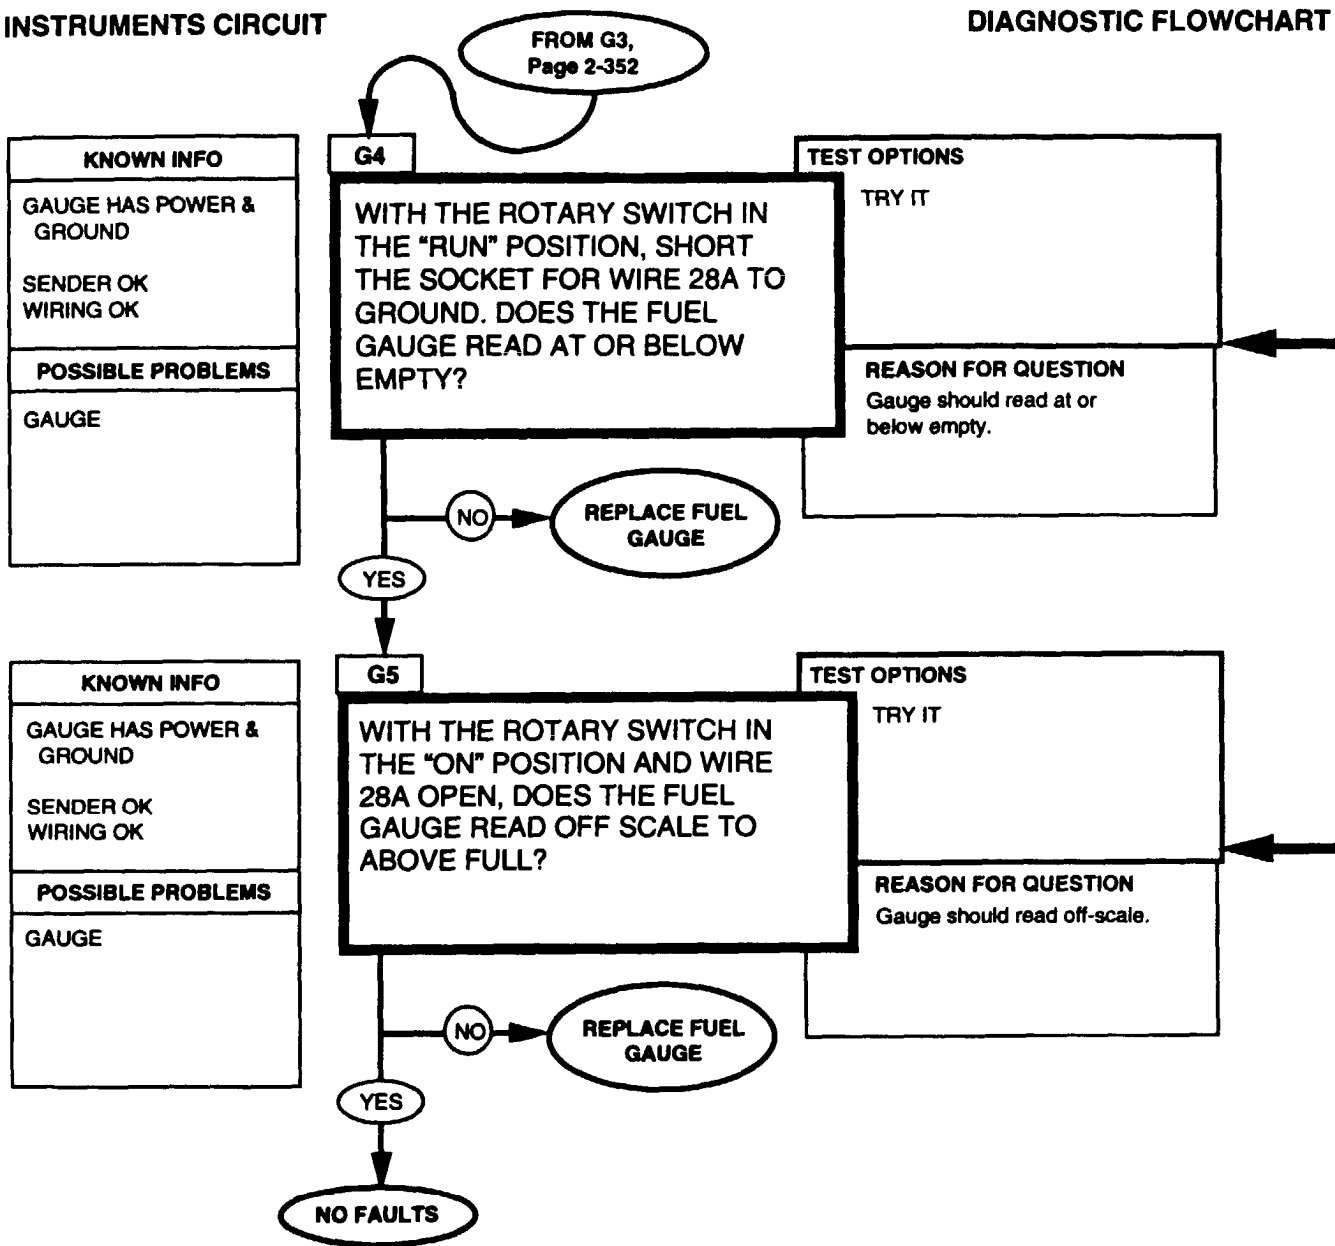 INSTRUMENTS CIRCUIT
DIAGNOSTIC FLOWCHART
FROM G3,
Page 2-352
KNOWN INFO
GAUGE HAS POWER &
GROUND
SENDER OK
WIRING OK
POSSIBLE PROBLEMS
GAUGE
G4
WITH THE ROTARY SWITCH IN
THE "RUN" POSITION, SHORT
THE SOCKET FOR WIRE 28A TO
GROUND. DOES THE FUEL
GAUGE READ AT OR BELOW
EMPTY?
TEST OPTIONS
TRY IT
REASON FOR QUESTION
Gauge should read at or
below empty.
NO
REPLACE FUEL
GAUGE
YES
KNOWN INFO
GAUGE HAS POWER &
GROUND
SENDER OK
WIRING OK
POSSIBLE PROBLEMS
GAUGE
G5
WITH THE ROTARY SWITCH IN
THE "ON" POSITION AND WIRE
28A OPEN, DOES THE FUEL
GAUGE READ OFF SCALE TO
ABOVE FULL?
TEST OPTIONS
TRY IT
REASON FOR QUESTION
Gauge should read off-scale.
NO
REPLACE FUEL
GAUGE
YES
NO FAULTS